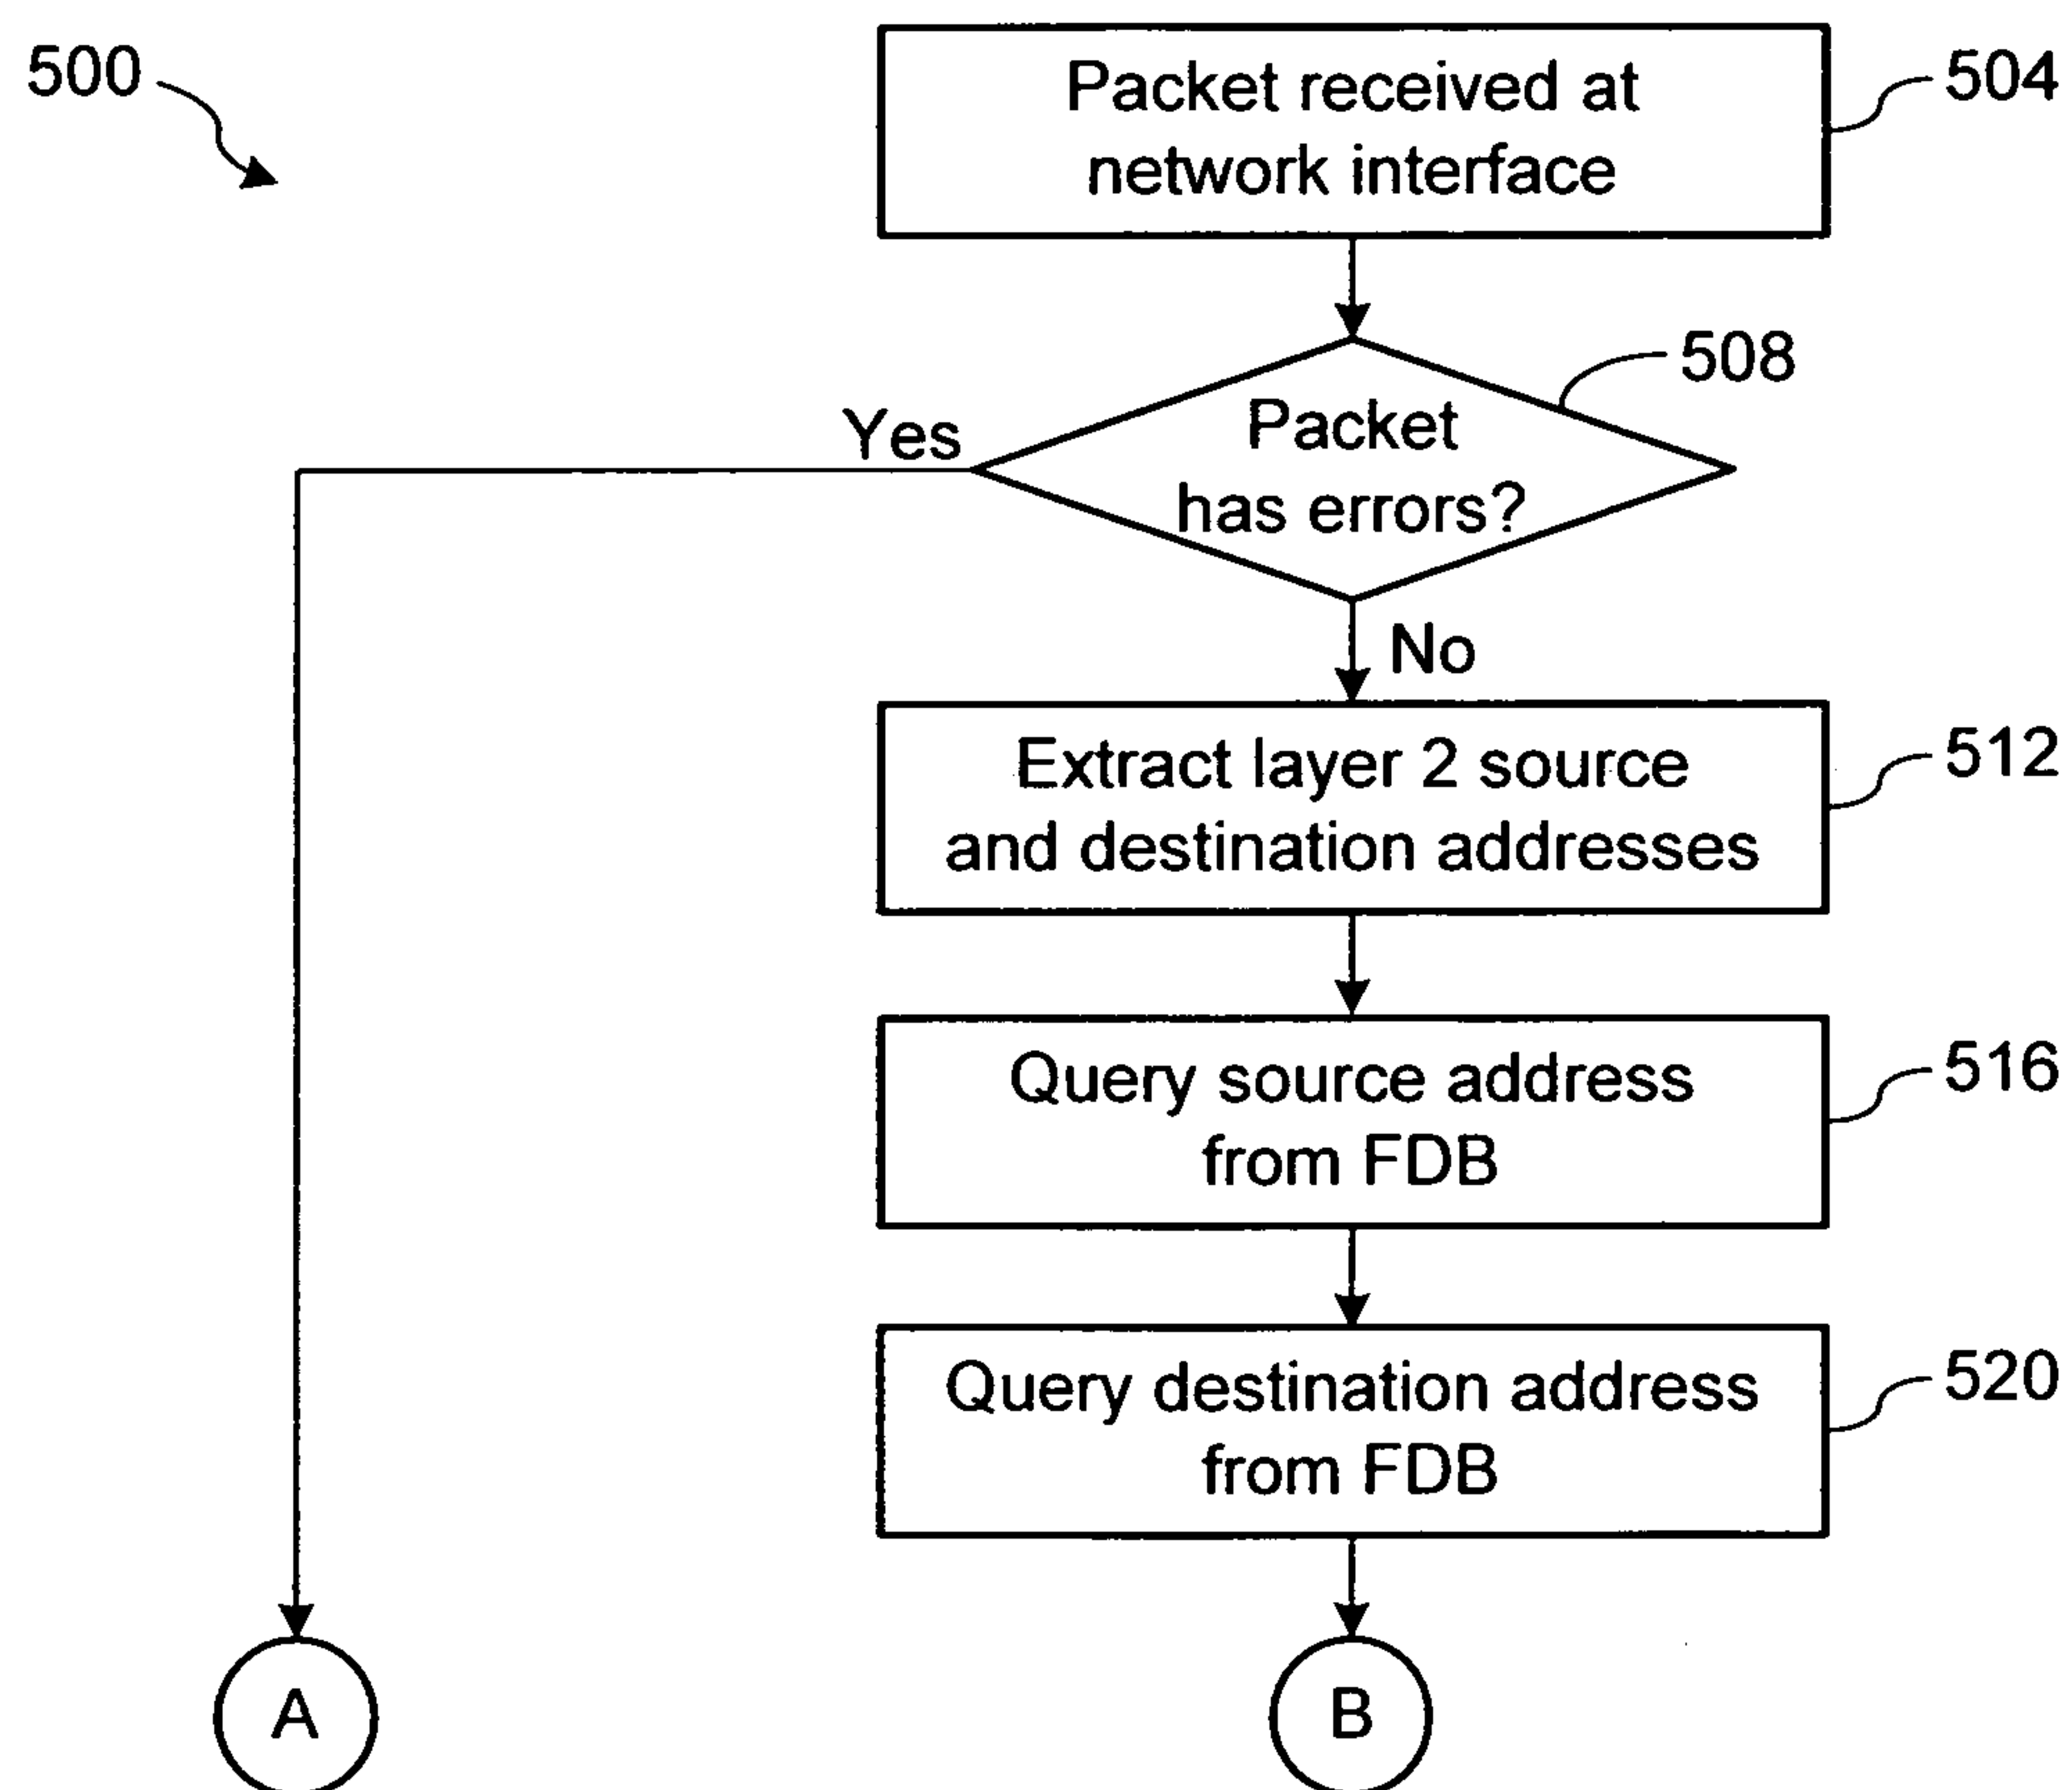 500
Packet received at
network interface
504
Packet
has errors?
508
Yes
No
Extract layer 2 source
and destination addresses
512
Query source address
from FDB
516
Query destination address
from FDB
520
A
B